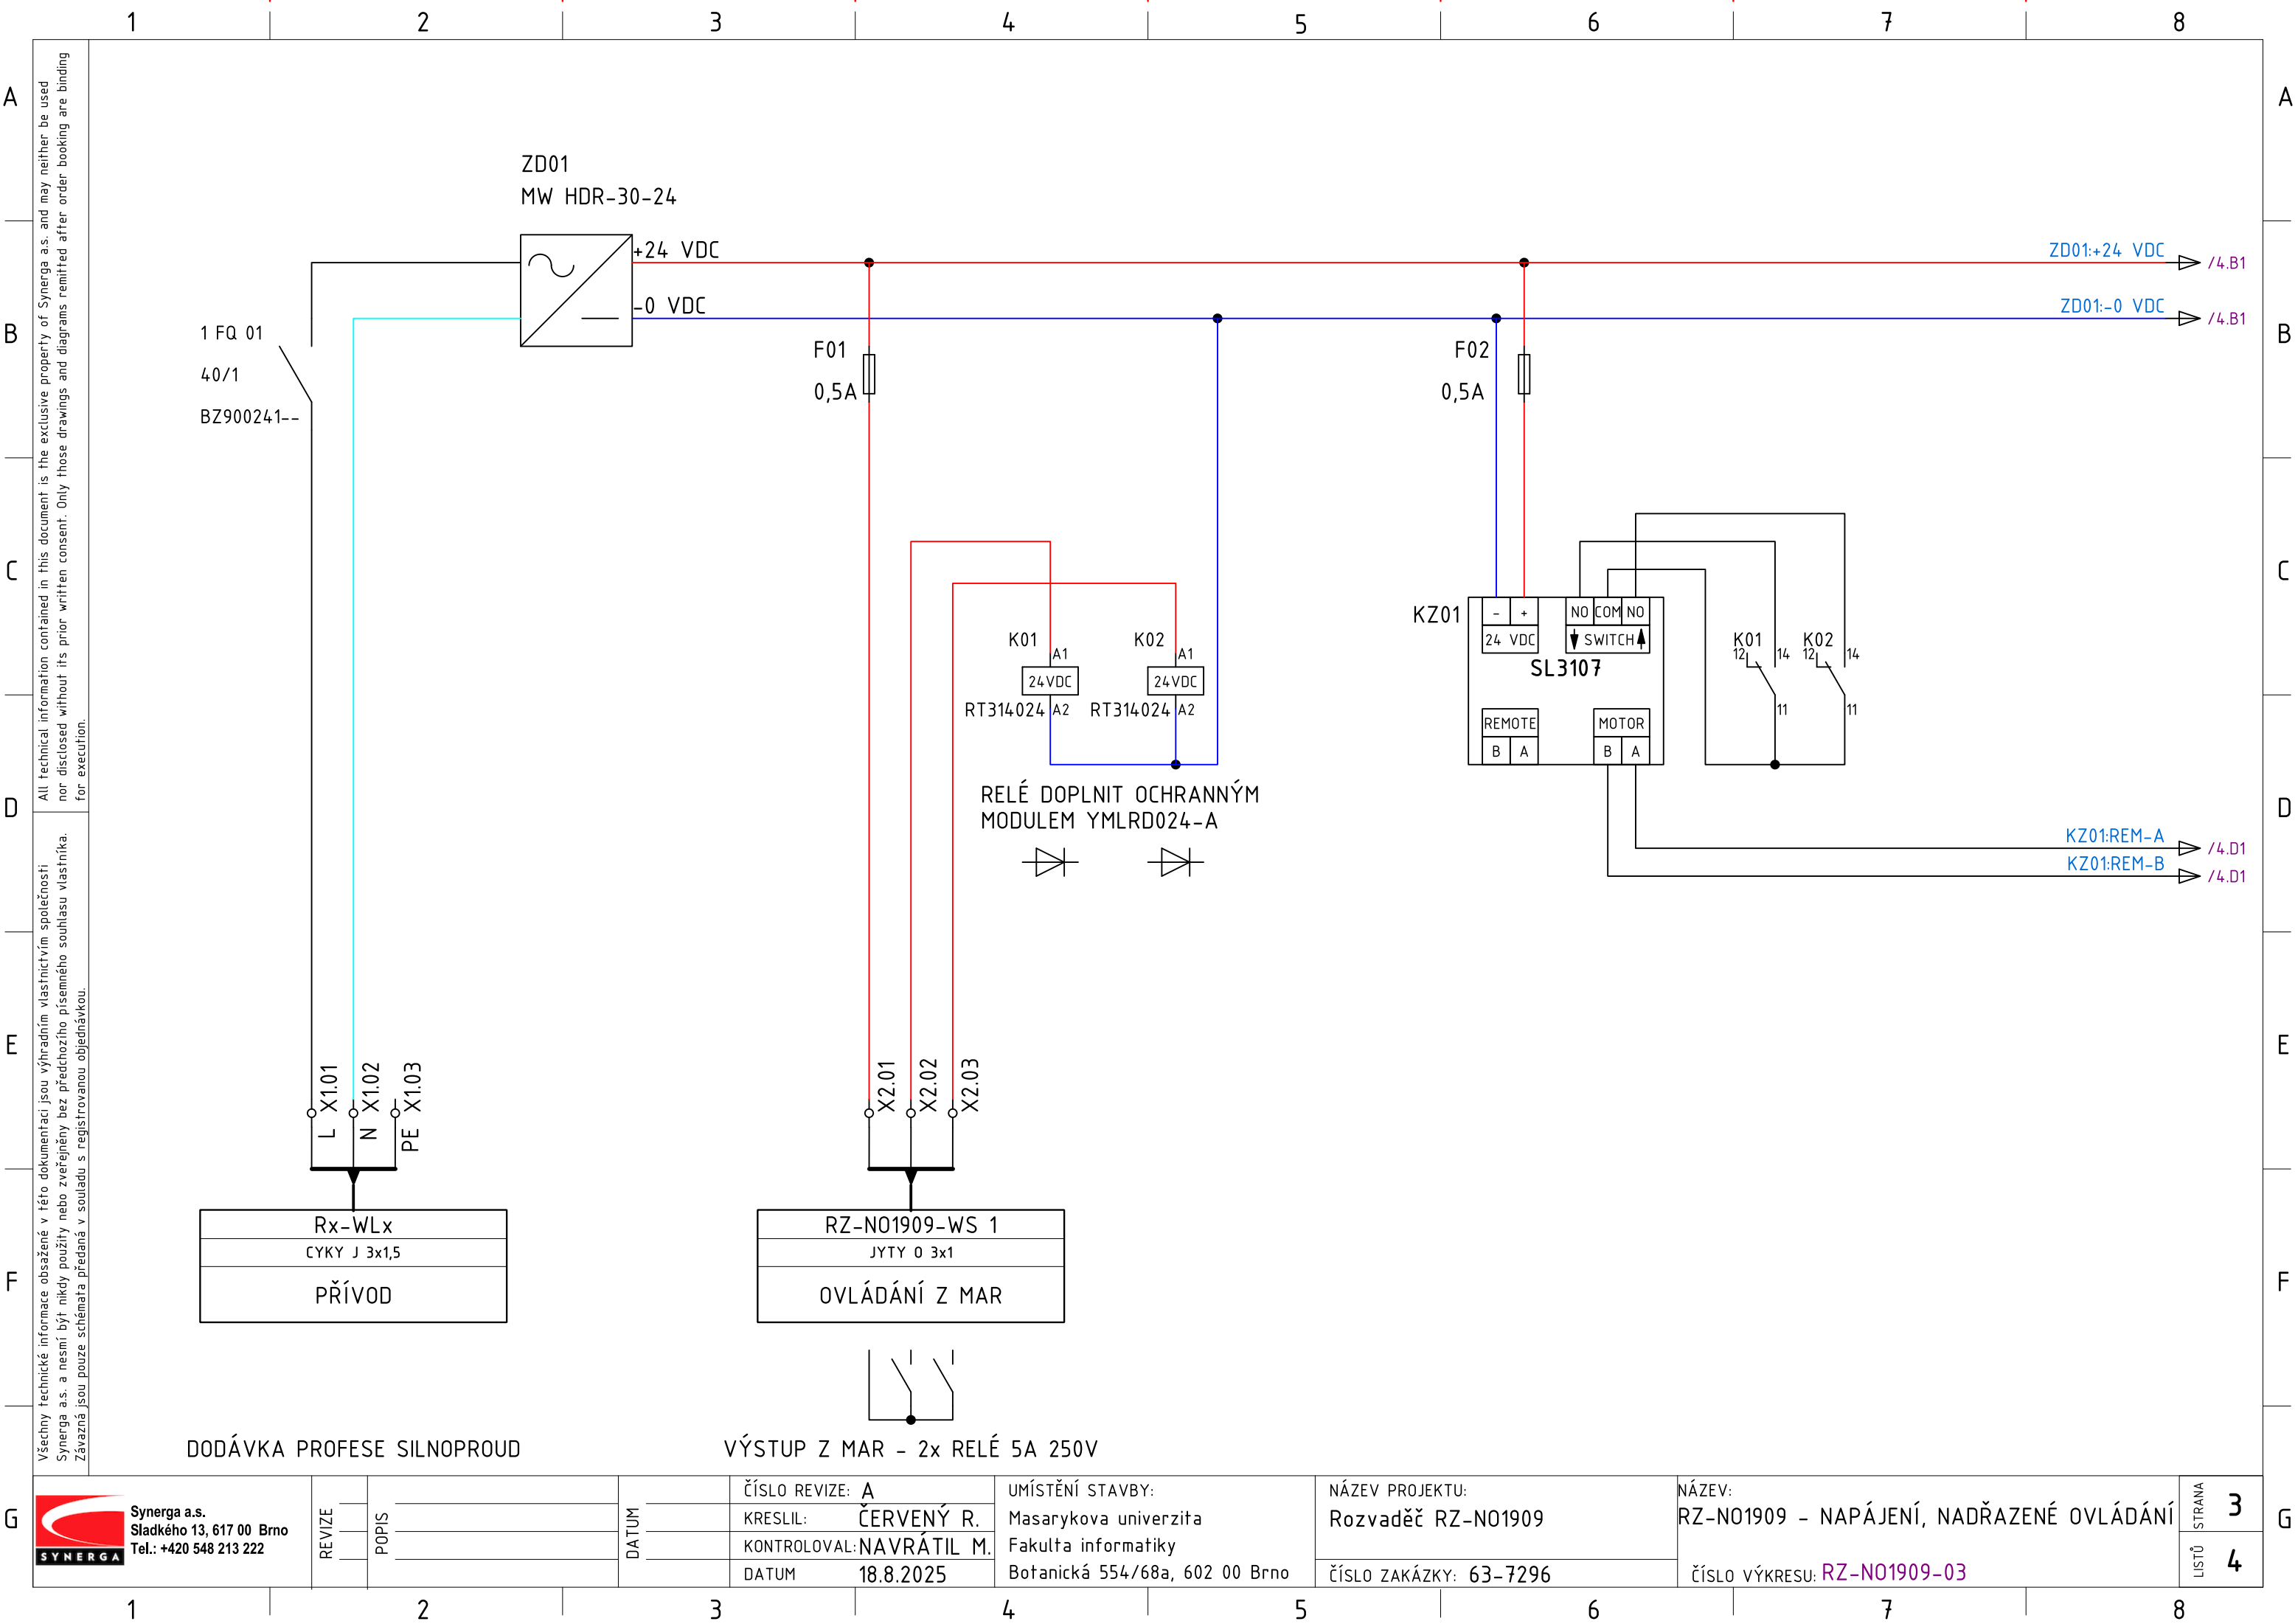 1 2 3 4 5 6 7 8
A
B
C
D
E
F
G
A
B
C
D
E
F
G
All technical information contained in this document is the exclusive property of Synerga a.s. and may neither be used
nor disclosed without its prior written consent. Only those drawings and diagrams remitted after order booking are binding
for execution.
Všechny technické informace obsažené v této dokumentaci jsou výhradním vlastnictvím společnosti
Synerga a.s. a nesmí být nikdy použity nebo zveřejněny bez předchozího písemného souhlasu vlastníka.
Závazná jsou pouze schémata předaná v souladu s registrovanou objednávkou.
ZD01
MW HDR-30-24
+24 VDC
-0 VDC
ZD01:+24 VDC
/4.B1
ZD01:-0 VDC
/4.B1
1 FQ 01
40/1
BZ900241--
F01
0,5A
F02
0,5A
K01
A1
24VDC
RT314024
A2
K02
A1
24VDC
RT314024
A2
RELÉ DOPLNIT OCHRANNÝM
MODULEM YMLRD024-A
KZ01
- +
24 VDC
NO COM NO
SWITCH
SL3107
REMOTE
B A
MOTOR
B A
K01
12
14
11
K02
12
14
11
KZ01:REM-A
/4.D1
KZ01:REM-B
/4.D1
X1.01
X1.02
X1.03
L
N
PE
X2.01
X2.02
X2.03
Rx-WLx
CYKY J 3x1,5
PŘÍVOD
RZ-NO1909-WS 1
JYTY O 3x1
OVLÁDÁNÍ Z MAR
DODÁVKA PROFESE SILNOPROUD
VÝSTUP Z MAR - 2x RELÉ 5A 250V
SYNERGA
Synerga a.s.
Sladkého 13, 617 00 Brno
Tel.: +420 548 213 222
REVIZE
POPIS
DATUM
ČÍSLO REVIZE: A
KRESLIL: ČERVENÝ R.
KONTROLOVAL: NAVRÁTIL M.
DATUM 18.8.2025
UMÍSTĚNÍ STAVBY:
Masarykova univerzita
Fakulta informatiky
Botanická 554/68a, 602 00 Brno
NÁZEV PROJEKTU:
Rozvaděč RZ-NO1909
ČÍSLO ZAKÁZKY: 63-7296
NÁZEV:
RZ-NO1909 - NAPÁJENÍ, NADŘAZENÉ OVLÁDÁNÍ
ČÍSLO VÝKRESU: RZ-NO1909-03
STRANA 3
LISTŮ 4
1 2 3 4 5 6 7 8